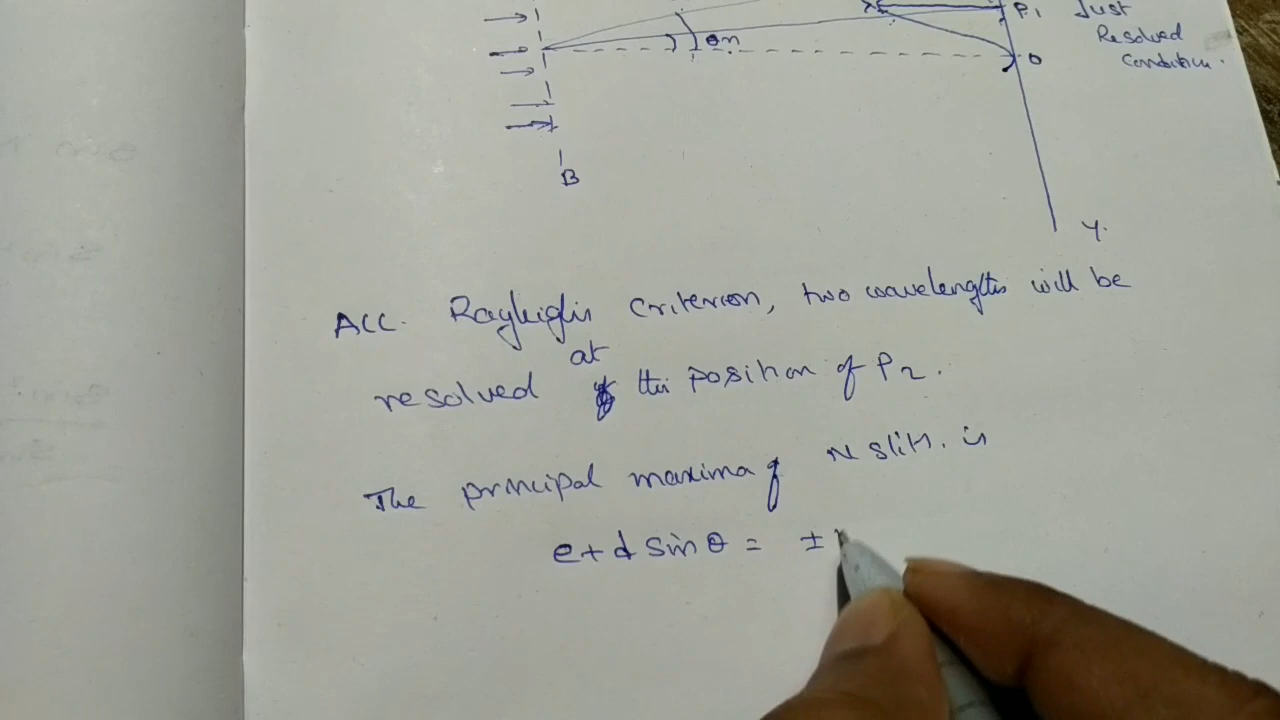 P1 Just
Resolved
Condition.
θn
O
B
Y.
Acc. Rayleigh's Criterion, two wavelengths will be
at
resolved the position of P2.
The principal maxima of N slits. is
e+d sin θ = ±